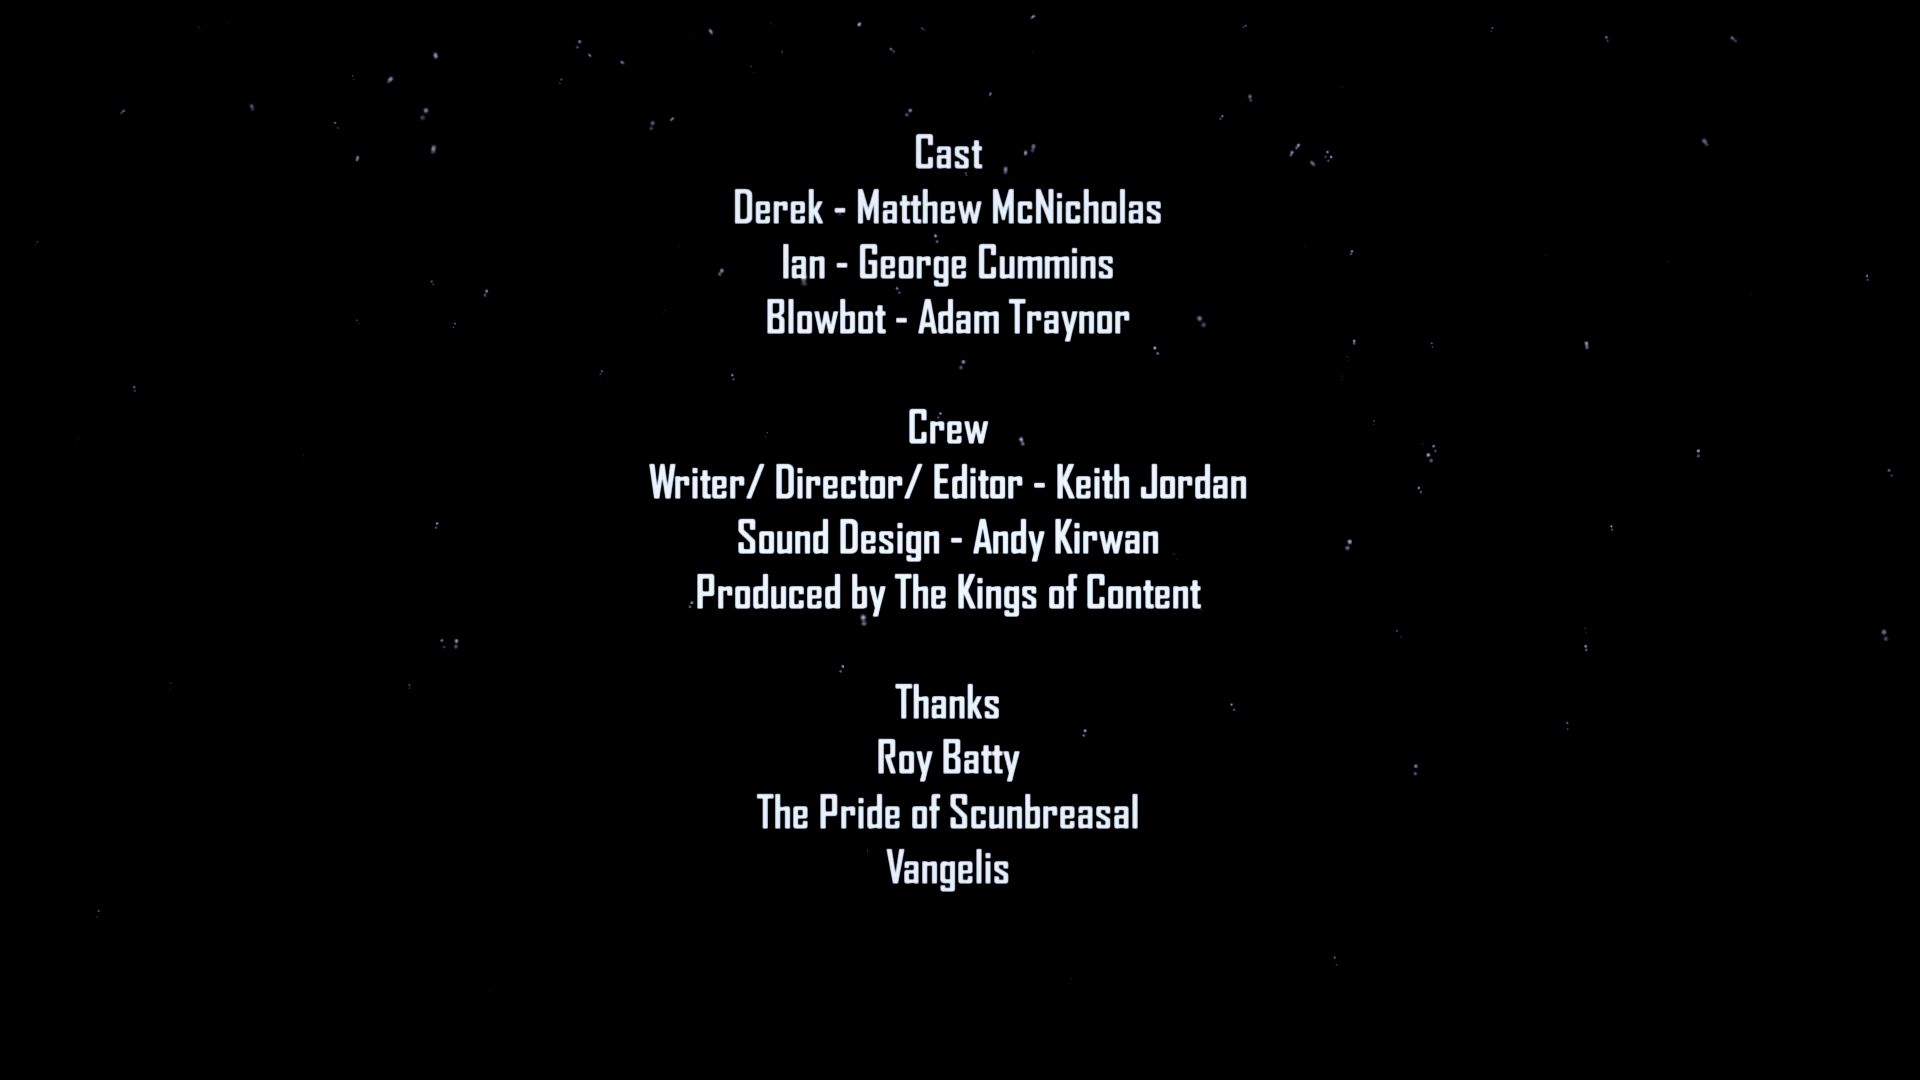 Cast
Derek - Matthew McNicholas
Ian - George Cummins
Blowbot - Adam Traynor
Crew
Writer/ Director/ Editor - Keith Jordan
Sound Design - Andy Kirwan
Produced by The Kings of Content
Thanks
Roy Batty
The Pride of Scunbreasal
Vangelis